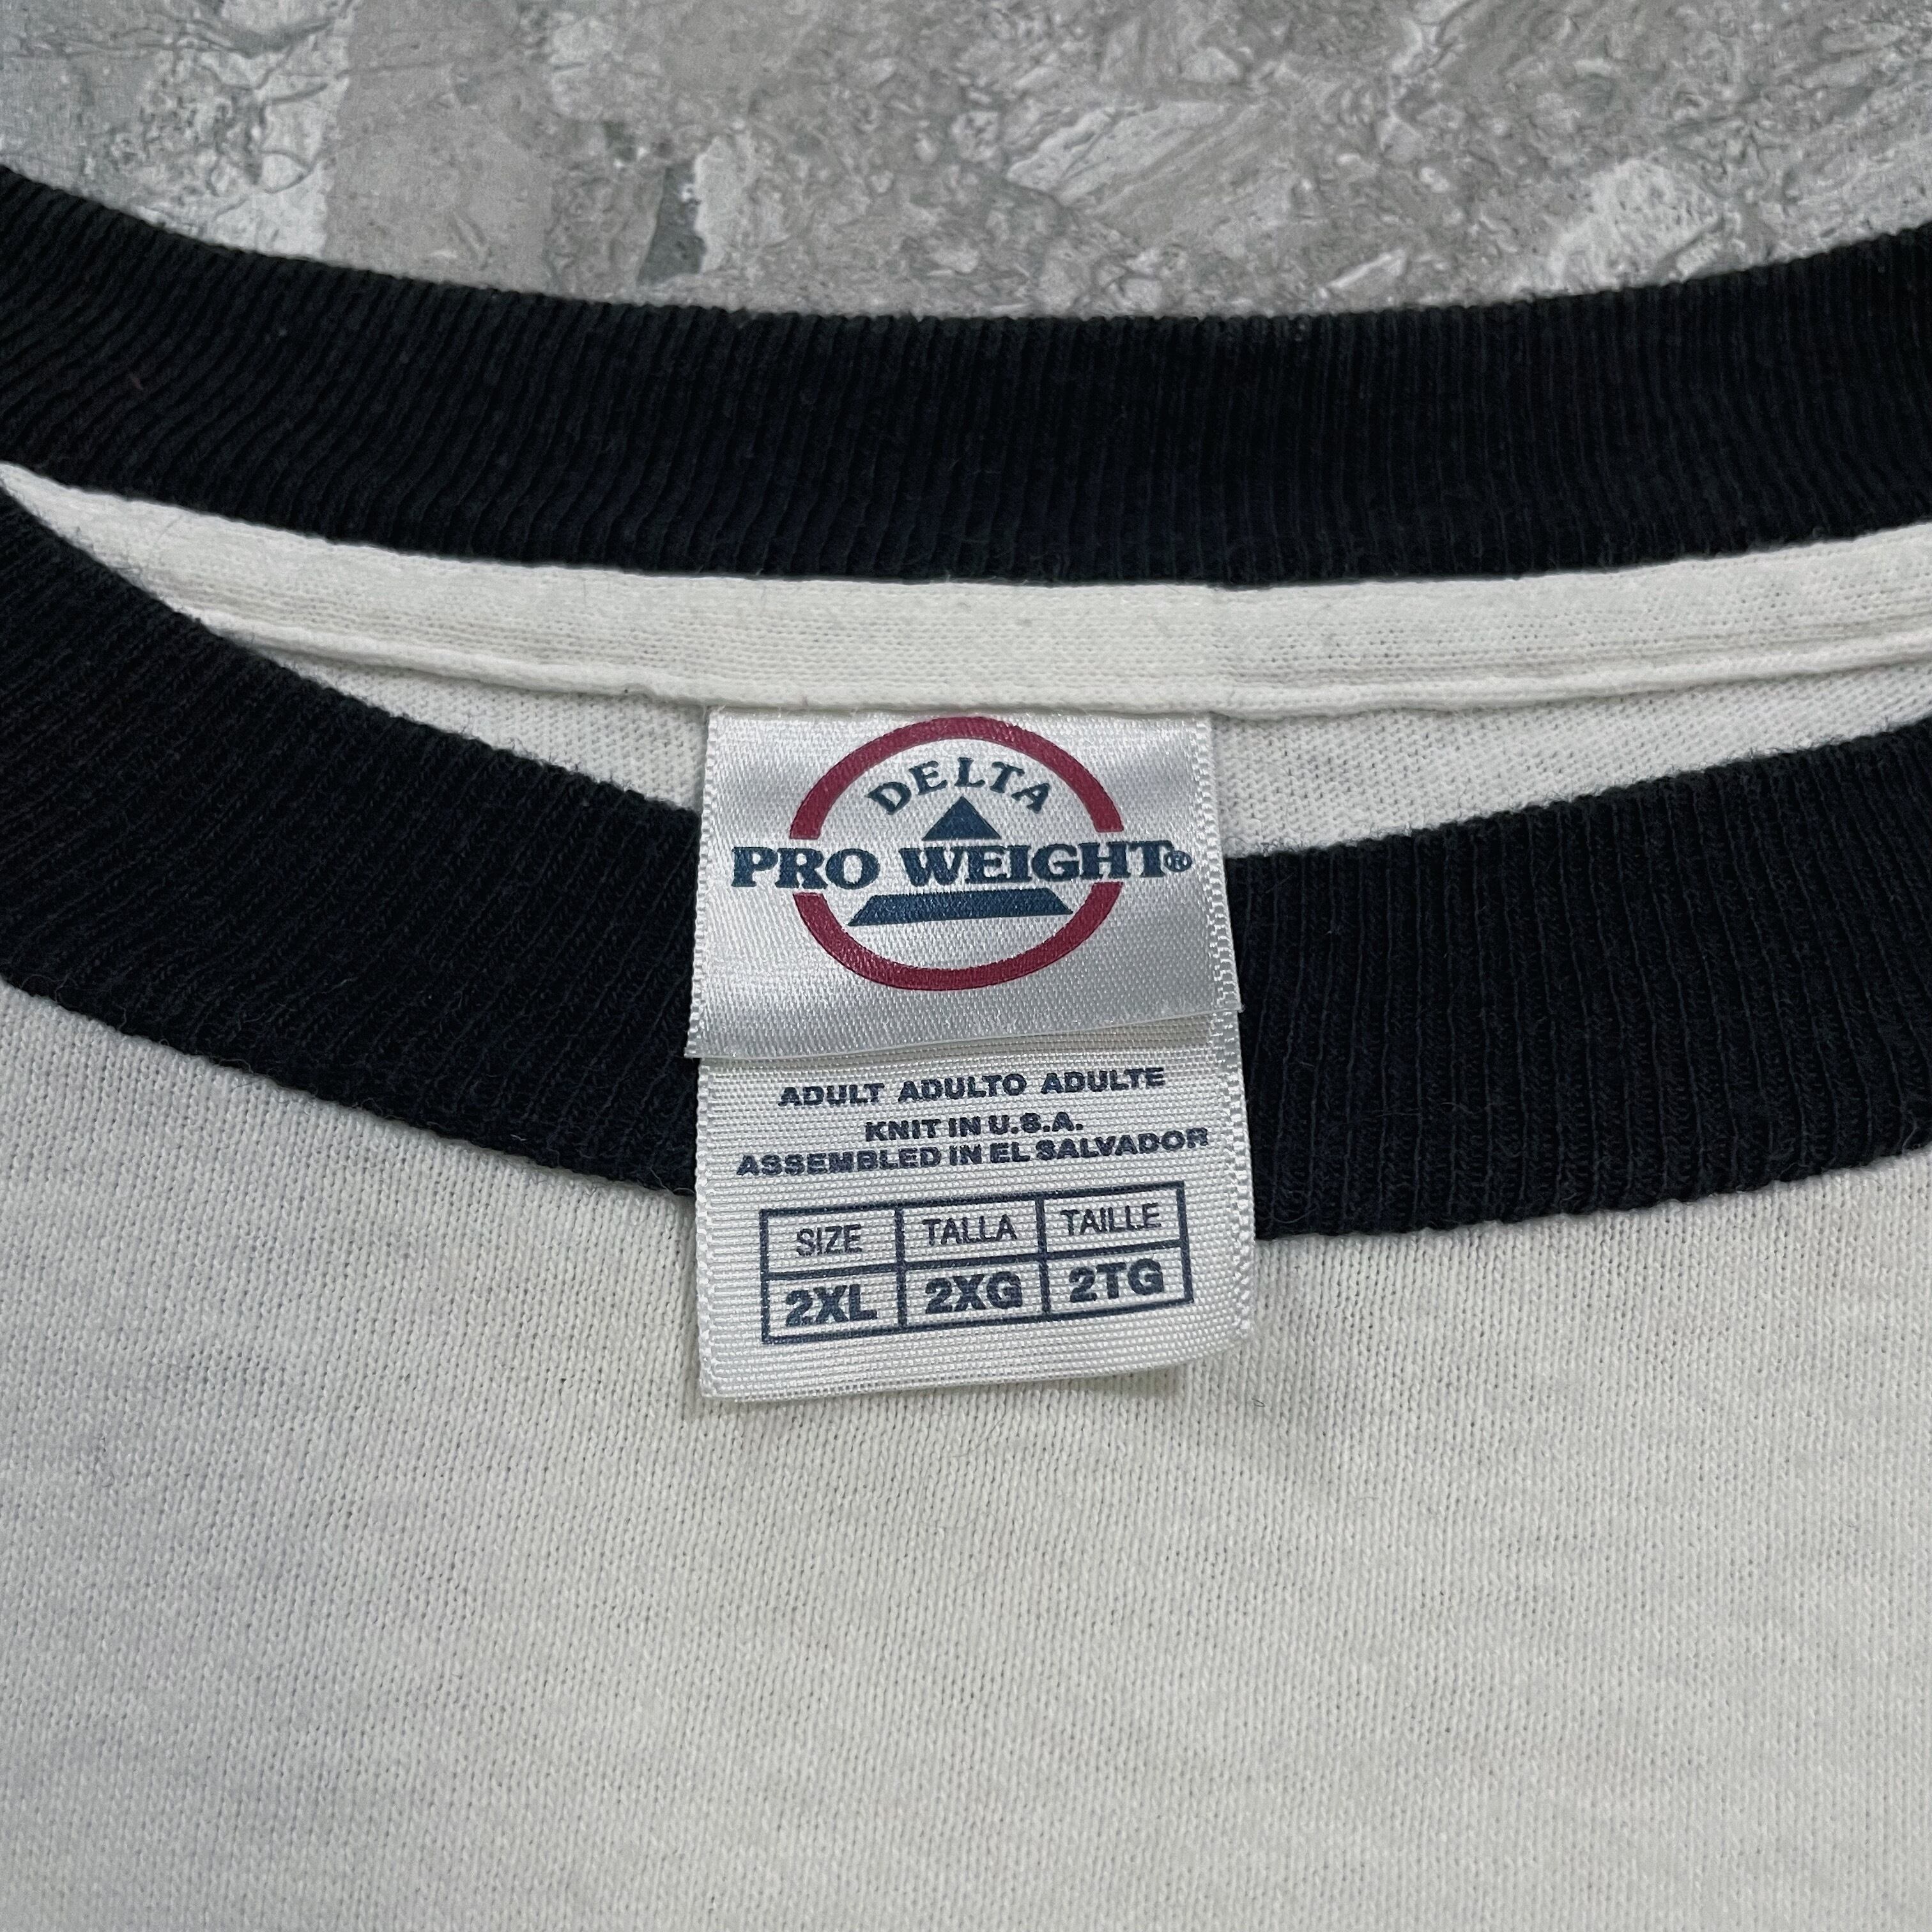 DELTA
PRO WEIGHT®
ADULT ADULTO ADULTE
KNIT IN U.S.A.
ASSEMBLED IN EL SALVADOR
SIZE TALLA TAILLE
2XL 2XG 2TG